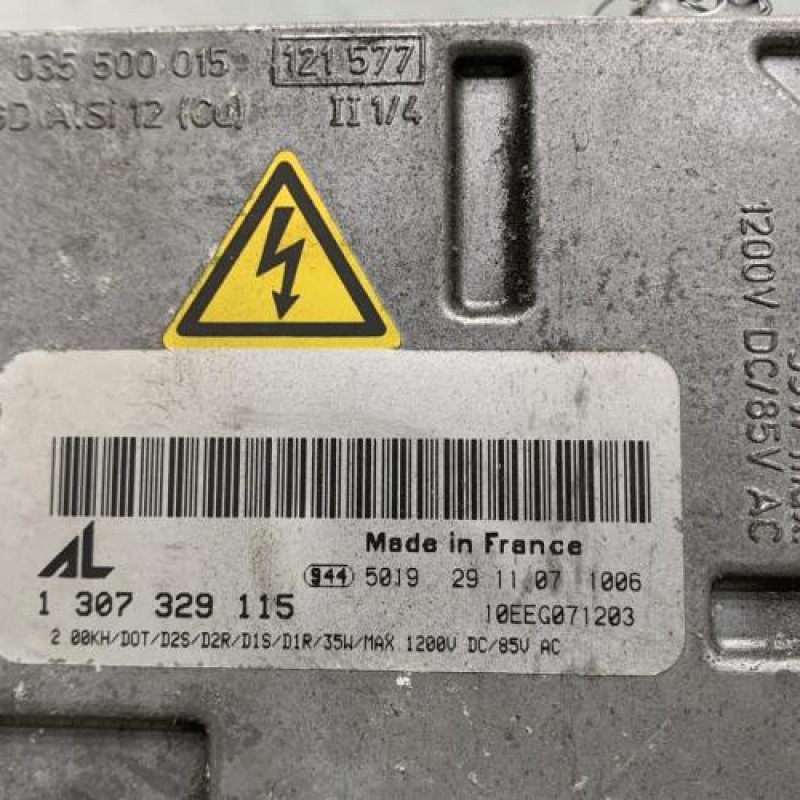 035 500 015 121 577
GD AlSi 12 (Cu) II 1/4
1200V DC/85V AC
Made in France
AL
944 5019 29 11 07 1006
1 307 329 115 10EEG071203
2 00KH/DOT/D2S/D2R/D1S/D1R/35W/MAX 1200V DC/85V AC